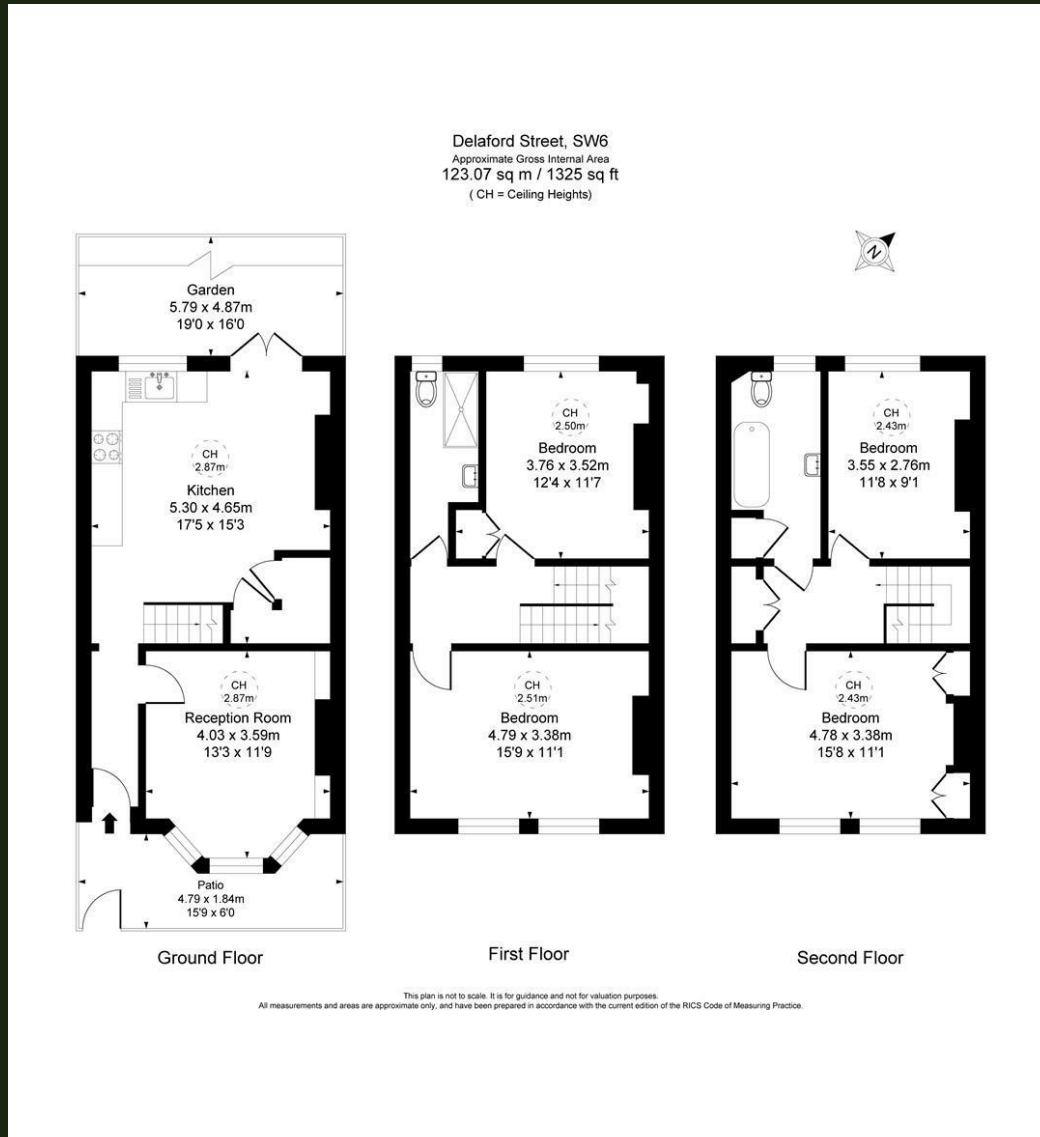 Delaford Street, SW6
Approximate Gross Internal Area
123.07 sq m / 1325 sq ft
( CH = Ceiling Heights)
N
Garden
5.79 x 4.87m
19'0 x 16'0
CH
2.87m
Kitchen
5.30 x 4.65m
17'5 x 15'3
CH
2.87m
Reception Room
4.03 x 3.59m
13'3 x 11'9
Patio
4.79 x 1.84m
15'9 x 6'0
Ground Floor
CH
2.50m
Bedroom
3.76 x 3.52m
12'4 x 11'7
CH
2.51m
Bedroom
4.79 x 3.38m
15'9 x 11'1
First Floor
CH
2.43m
Bedroom
3.55 x 2.76m
11'8 x 9'1
CH
2.43m
Bedroom
4.78 x 3.38m
15'8 x 11'1
Second Floor
This plan is not to scale. It is for guidance and not for valuation purposes.
All measurements and areas are approximate only, and have been prepared in accordance with the current edition of the RICS Code of Measuring Practice.